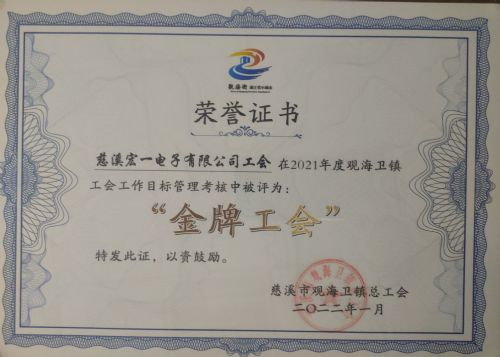 观海卫
荣誉证书
慈溪宏一电子有限公司工会 在2021年度观海卫镇
工会工作目标管理考核中被评为：
“金牌工会”
特发此证，以资鼓励。
慈溪市观海卫镇总工会
二〇二二年一月